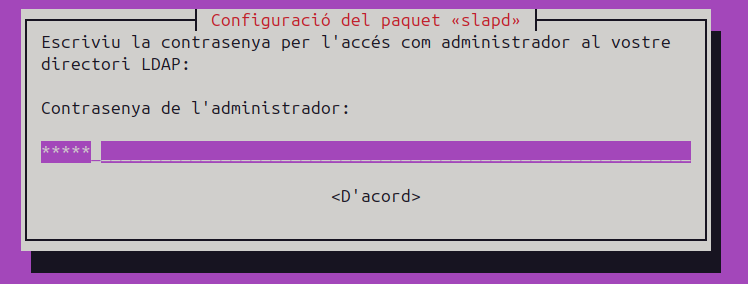 Configuració del paquet «slapd»
Escriviu la contrasenya per l'accés com administrador al vostre
directori LDAP:
Contrasenya de l'administrador:
*****
<D'acord>